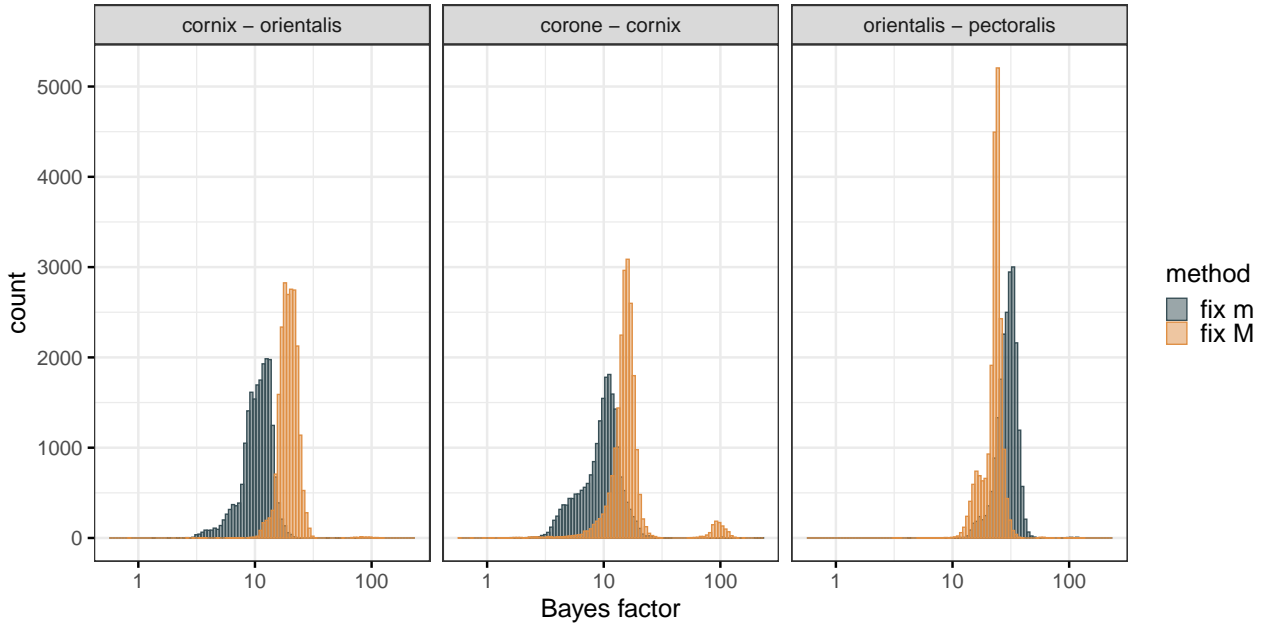 cornix − orientalis
corone − cornix
orientalis − pectoralis
5000
4000
3000
2000
1000
0
count
1
10
100
1
10
100
1
10
100
Bayes factor
method
fix m
fix M